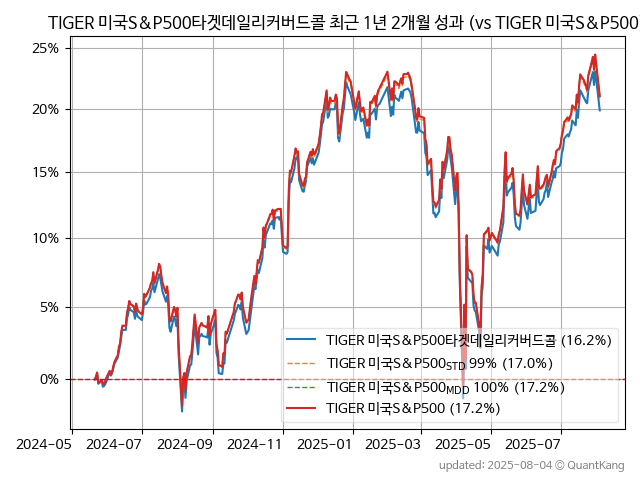 TIGER 미국S&P500타겟데일리커버드콜 최근 1년 2개월 성과 (vs TIGER 미국S&P500
25%
20%
15%
10%
5%
0%
TIGER 미국S&P500타겟데일리커버드콜 (16.2%)
TIGER 미국S&P500STD 99% (17.0%)
TIGER 미국S&P500MDD 100% (17.2%)
TIGER 미국S&P500 (17.2%)
2024-05 2024-07 2024-09 2024-11 2025-01 2025-03 2025-05 2025-07
updated: 2025-08-04 © QuantKang